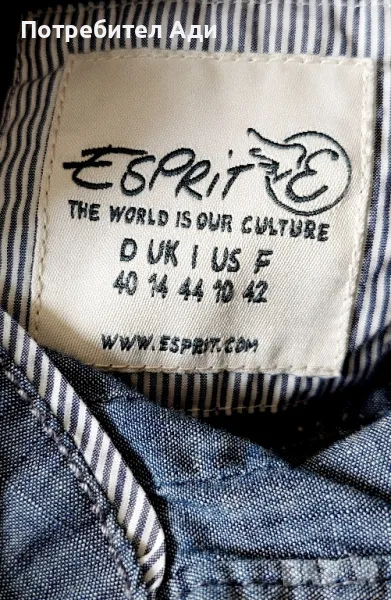 Потребител Ади
ESPRIT E
THE WORLD IS OUR CULTURE
D UK I US F
40 14 44 10 42
WWW.ESPRIT.COM